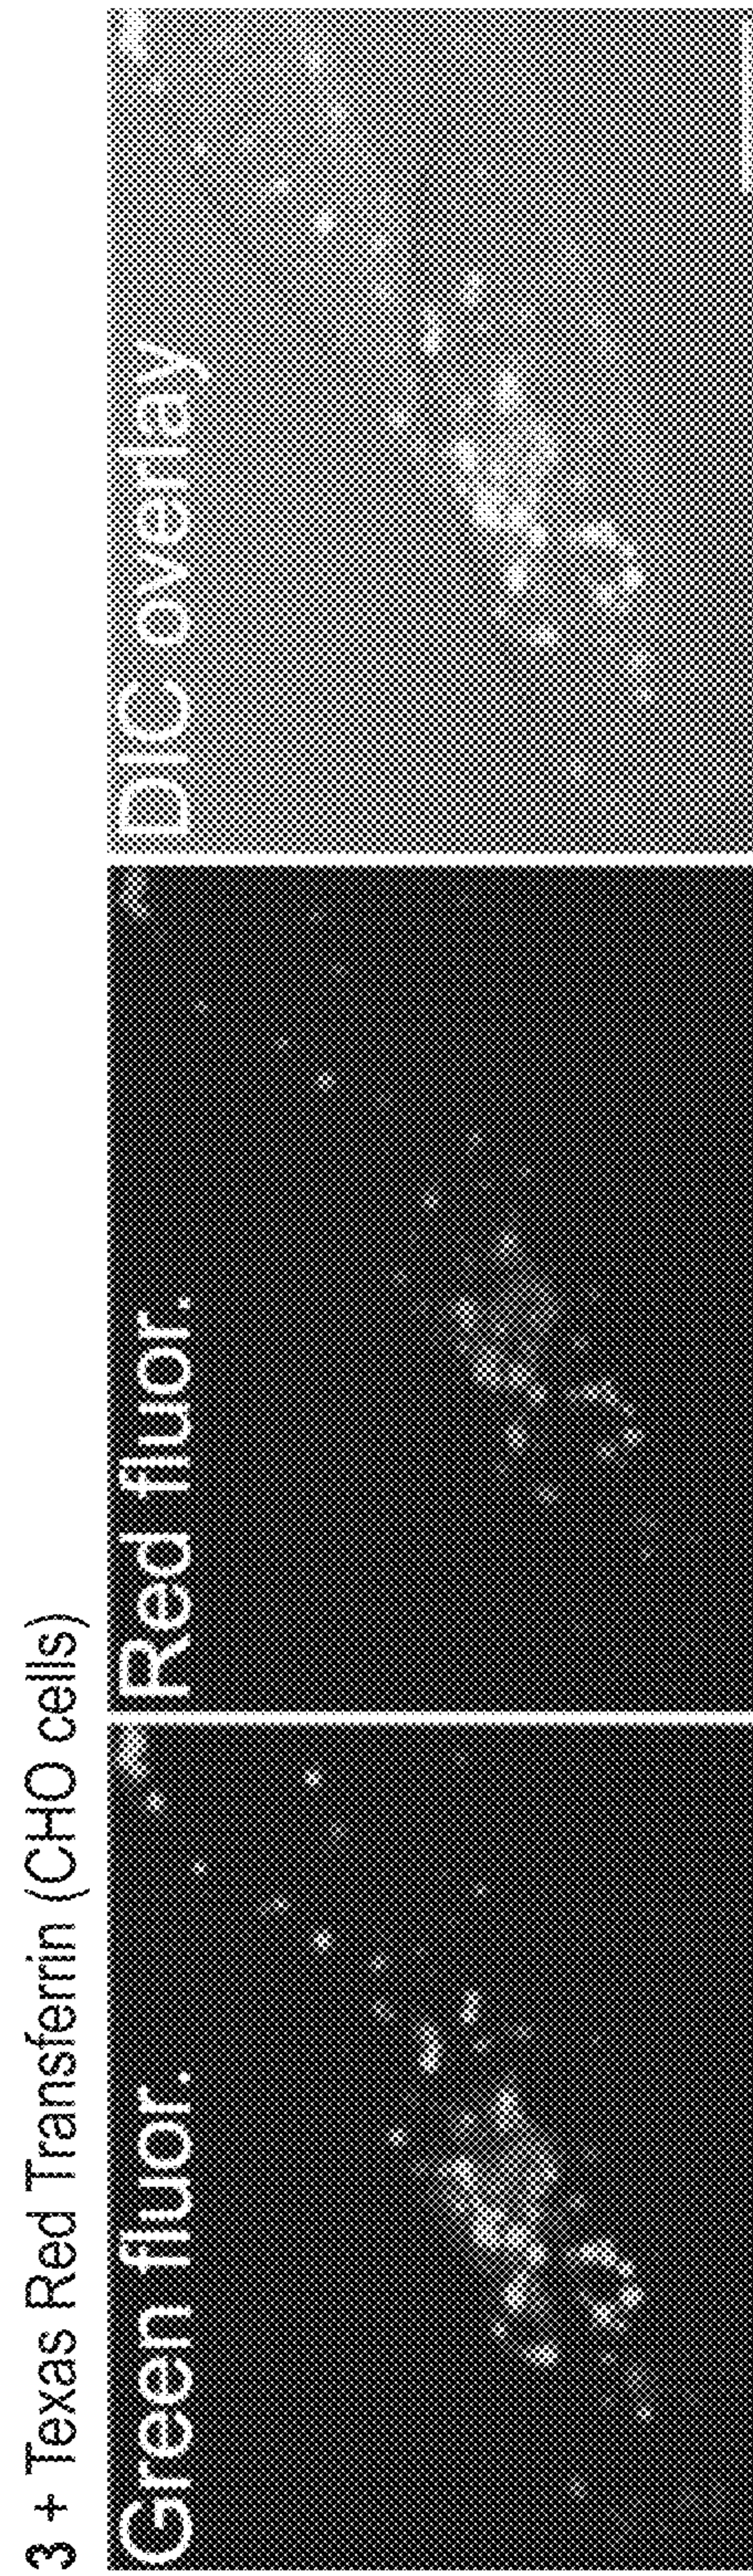 3 + Texas Red Transferrin (CHO cells)
Green fluor.
Red fluor.
DIC overlay